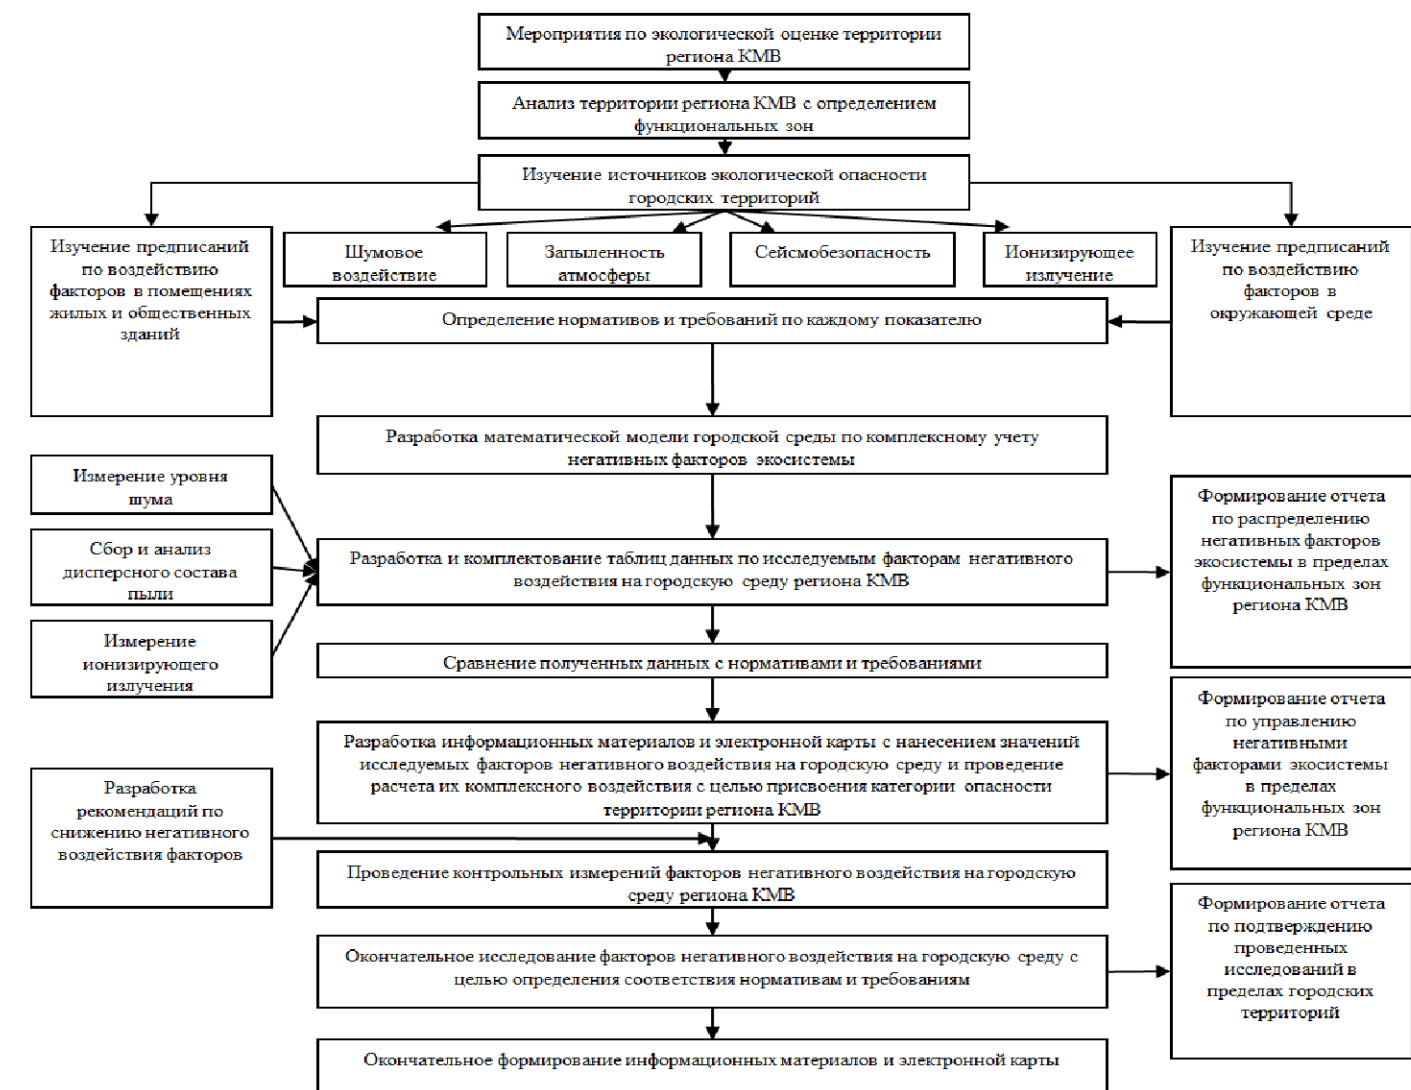 Мероприятия по экологической оценке территории
региона КМВ
Анализ территории региона КМВ с определением
функциональных зон
Изучение источников экологической опасности
городских территорий
Изучение предписаний
по воздействию
факторов в помещениях
жилых и общественных
зданий
Шумовое
воздействие
Запыленность
атмосферы
Сейсмобезопасность
Ионизирующее
излучение
Изучение предписаний
по воздействию
факторов в
окружающей среде
Определение нормативов и требований по каждому показателю
Разработка математической модели городской среды по комплексному учету
негативных факторов экосистемы
Измерение уровня
шума
Сбор и анализ
дисперсного состава
пыли
Измерение
ионизирующего
излучения
Разработка и комплектование таблиц данных по исследуемым факторам негативного
воздействия на городскую среду региона КМВ
Формирование отчета
по распределению
негативных факторов
экосистемы в пределах
функциональных зон
региона КМВ
Сравнение полученных данных с нормативами и требованиями
Разработка информационных материалов и электронной карты с нанесением значений
исследуемых факторов негативного воздействия на городскую среду и проведение
расчета их комплексного воздействия с целью присвоения категории опасности
территории региона КМВ
Формирование отчета
по управлению
негативными
факторами экосистемы
в пределах
функциональных зон
региона КМВ
Разработка
рекомендаций по
снижению негативного
воздействия факторов
Проведение контрольных измерений факторов негативного воздействия на городскую
среду региона КМВ
Окончательное исследование факторов негативного воздействия на городскую среду с
целью определения соответствия нормативам и требованиям
Формирование отчета
по подтверждению
проведенных
исследований в
пределах городских
территорий
Окончательное формирование информационных материалов и электронной карты